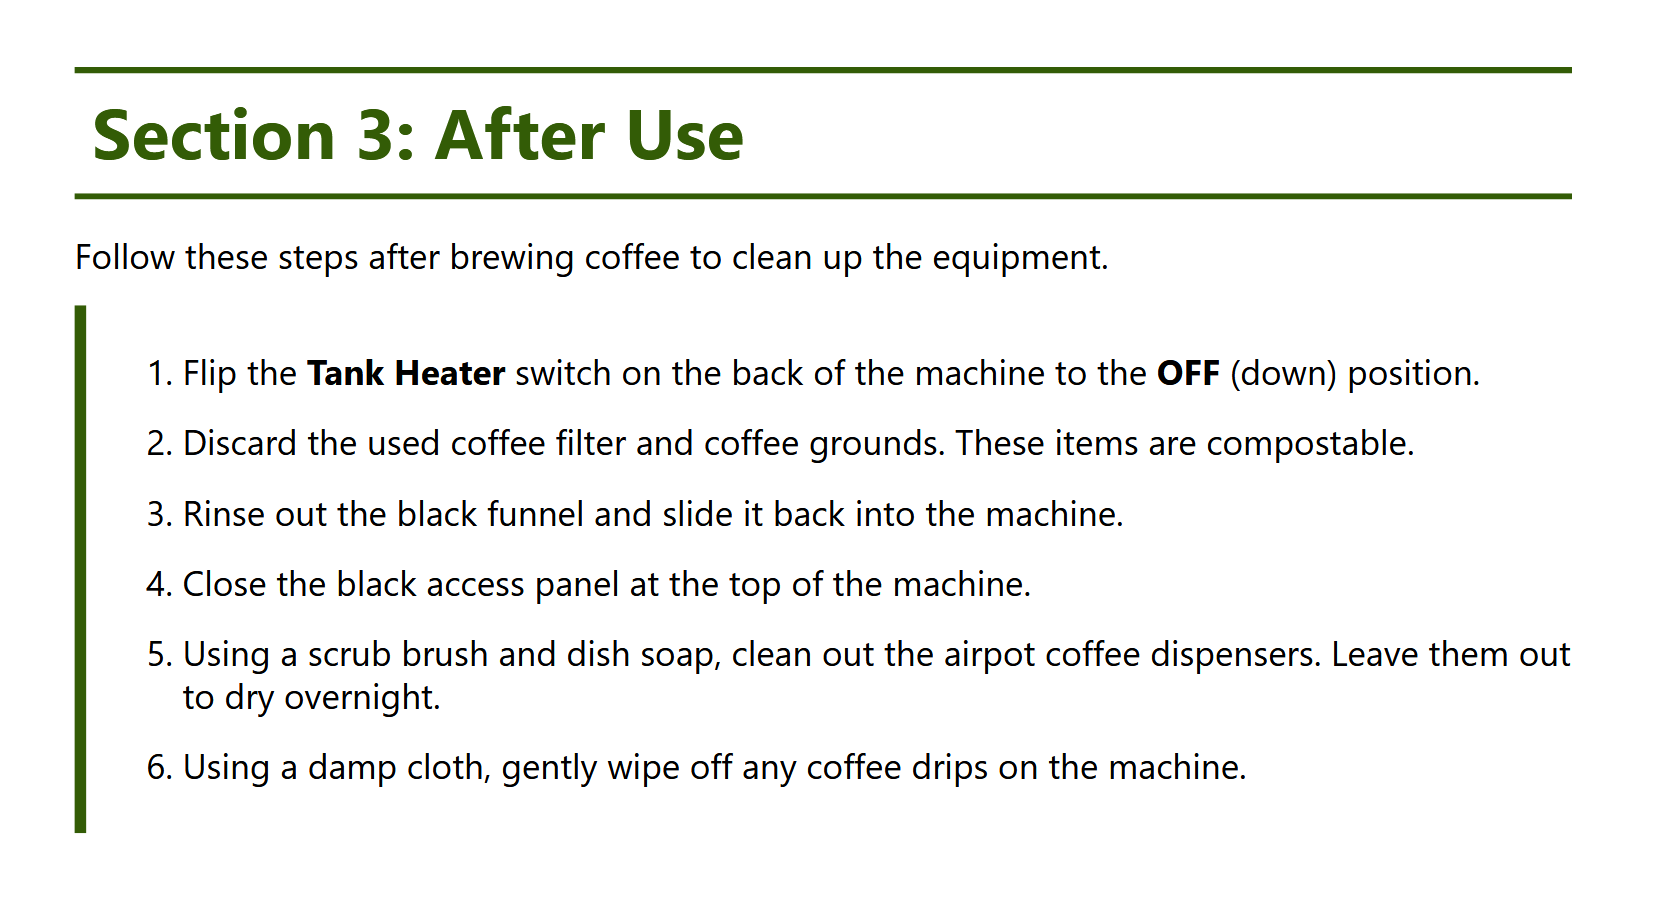 Section 3: After Use
Follow these steps after brewing coffee to clean up the equipment.
1. Flip the Tank Heater switch on the back of the machine to the OFF (down) position.
2. Discard the used coffee filter and coffee grounds. These items are compostable.
3. Rinse out the black funnel and slide it back into the machine.
4. Close the black access panel at the top of the machine.
5. Using a scrub brush and dish soap, clean out the airpot coffee dispensers. Leave them out
to dry overnight.
6. Using a damp cloth, gently wipe off any coffee drips on the machine.